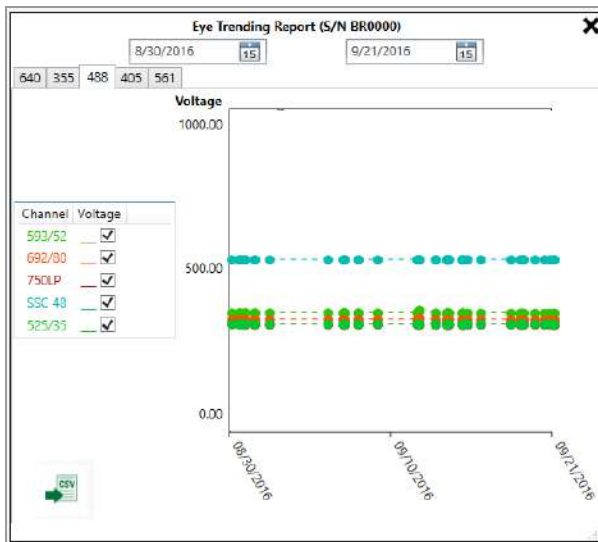 Eye Trending Report (S/N BR0000)
8/30/2016 15 9/21/2016 15
640 355 488 405 561
Voltage
1000.00
Channel Voltage
593/52
692/80
750LP
SSC 48
525/35
500.00
0.00
08/30/2016
09/10/2016
09/21/2016
CSV